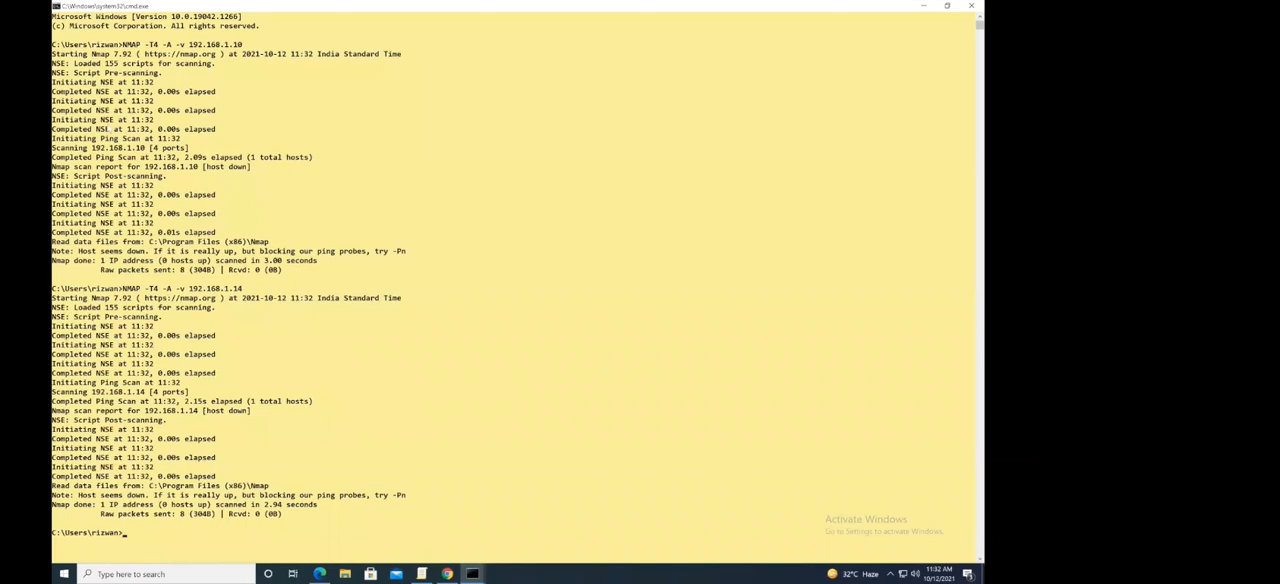 C:\Windows\system32\cmd.exe
Microsoft Windows [Version 10.0.19042.1266]
(c) Microsoft Corporation. All rights reserved.
C:\Users\rizwan>NMAP -T4 -A -v 192.168.1.10
Starting Nmap 7.92 ( https://nmap.org ) at 2021-10-12 11:32 India Standard Time
NSE: Loaded 155 scripts for scanning.
NSE: Script Pre-scanning.
Initiating NSE at 11:32
Completed NSE at 11:32, 0.00s elapsed
Initiating NSE at 11:32
Completed NSE at 11:32, 0.00s elapsed
Initiating NSE at 11:32
Completed NSE at 11:32, 0.00s elapsed
Initiating Ping Scan at 11:32
Scanning 192.168.1.10 [4 ports]
Completed Ping Scan at 11:32, 2.09s elapsed (1 total hosts)
Nmap scan report for 192.168.1.10 [host down]
NSE: Script Post-scanning.
Initiating NSE at 11:32
Completed NSE at 11:32, 0.00s elapsed
Initiating NSE at 11:32
Completed NSE at 11:32, 0.00s elapsed
Initiating NSE at 11:32
Completed NSE at 11:32, 0.01s elapsed
Read data files from: C:\Program Files (x86)\Nmap
Note: Host seems down. If it is really up, but blocking our ping probes, try -Pn
Nmap done: 1 IP address (0 hosts up) scanned in 3.00 seconds
Raw packets sent: 8 (304B) | Rcvd: 0 (0B)
C:\Users\rizwan>NMAP -T4 -A -v 192.168.1.14
Starting Nmap 7.92 ( https://nmap.org ) at 2021-10-12 11:32 India Standard Time
NSE: Loaded 155 scripts for scanning.
NSE: Script Pre-scanning.
Initiating NSE at 11:32
Completed NSE at 11:32, 0.00s elapsed
Initiating NSE at 11:32
Completed NSE at 11:32, 0.00s elapsed
Initiating NSE at 11:32
Completed NSE at 11:32, 0.00s elapsed
Initiating Ping Scan at 11:32
Scanning 192.168.1.14 [4 ports]
Completed Ping Scan at 11:32, 2.15s elapsed (1 total hosts)
Nmap scan report for 192.168.1.14 [host down]
NSE: Script Post-scanning.
Initiating NSE at 11:32
Completed NSE at 11:32, 0.00s elapsed
Initiating NSE at 11:32
Completed NSE at 11:32, 0.00s elapsed
Initiating NSE at 11:32
Completed NSE at 11:32, 0.00s elapsed
Read data files from: C:\Program Files (x86)\Nmap
Note: Host seems down. If it is really up, but blocking our ping probes, try -Pn
Nmap done: 1 IP address (0 hosts up) scanned in 2.94 seconds
Raw packets sent: 8 (304B) | Rcvd: 0 (0B)
C:\Users\rizwan>_
Activate Windows
Go to Settings to activate Windows.
Type here to search
32°C Haze
11:32 AM
10/12/2021